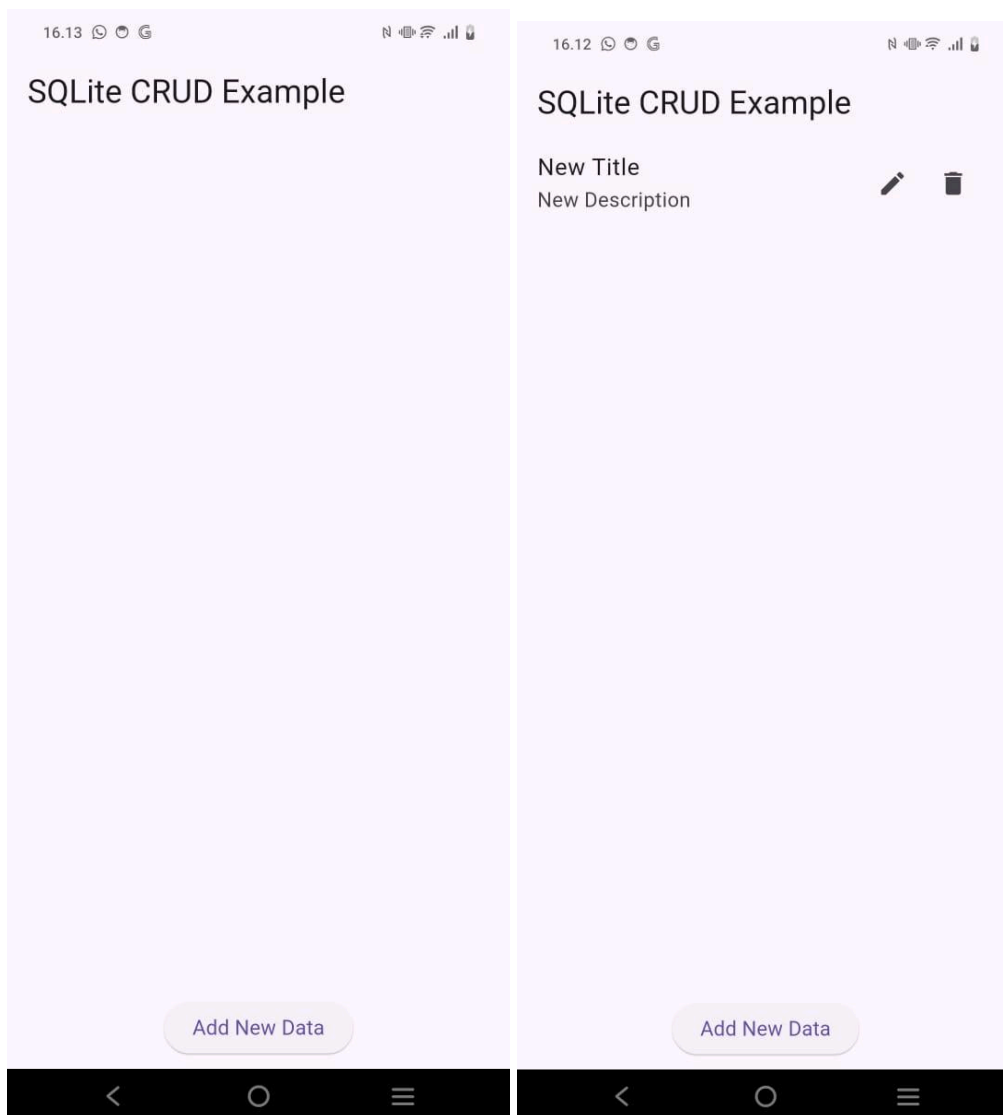 16.13
SQLite CRUD Example
Add New Data
16.12
SQLite CRUD Example
New Title
New Description
Add New Data